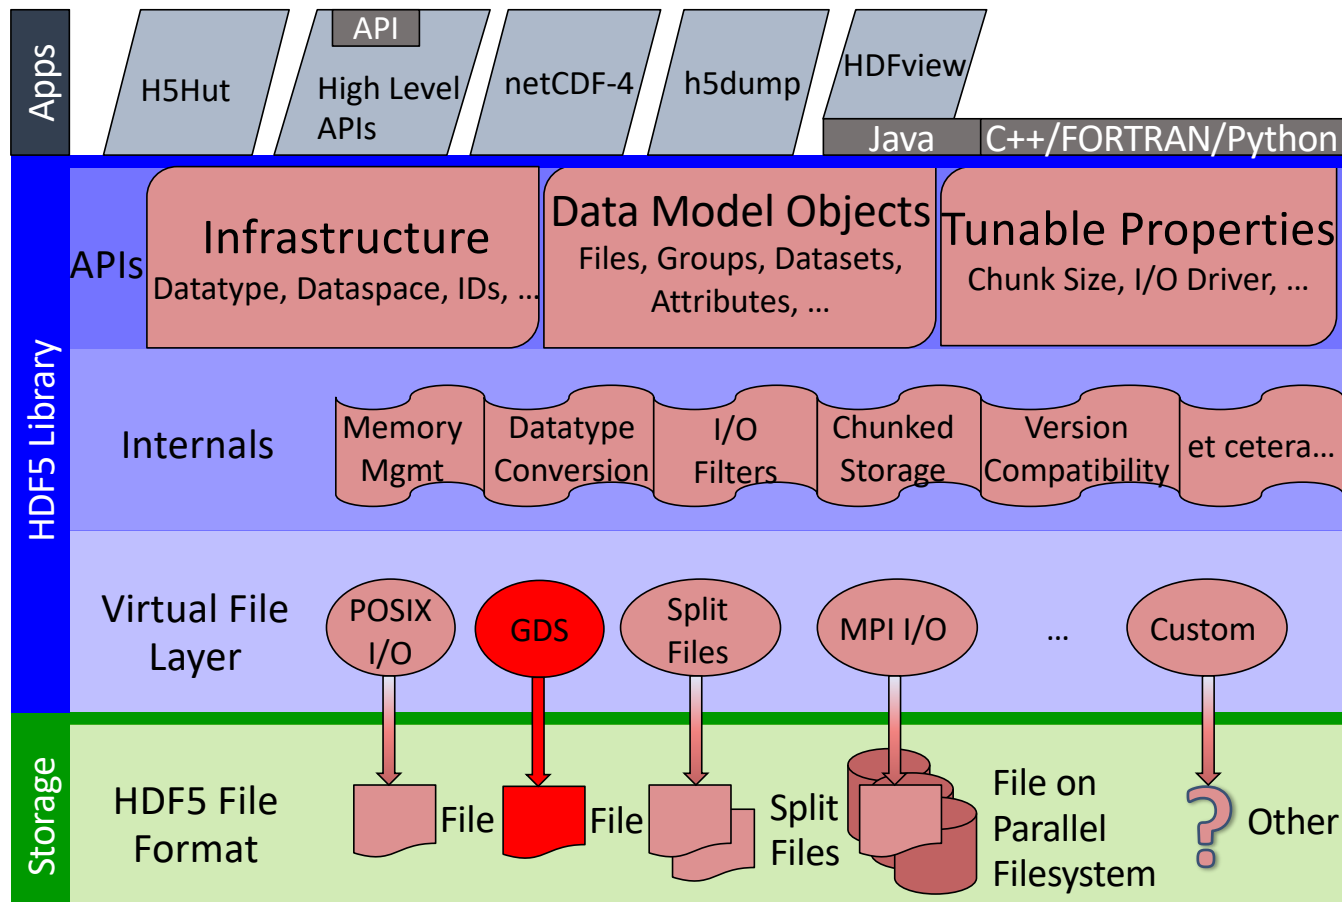 Apps
API
H5Hut
High Level
APIs
netCDF-4
h5dump
HDFview
Java
C++/FORTRAN/Python
HDF5 Library
APIs
Infrastructure
Datatype, Dataspace, IDs, ...
Data Model Objects
Files, Groups, Datasets,
Attributes, ...
Tunable Properties
Chunk Size, I/O Driver, ...
Internals
Memory
Mgmt
Datatype
Conversion
I/O
Filters
Chunked
Storage
Version
Compatibility
et cetera...
Virtual File
Layer
POSIX
I/O
GDS
Split
Files
MPI I/O
...
Custom
Storage
HDF5 File
Format
File
File
Split
Files
File on
Parallel
Filesystem
?
Other